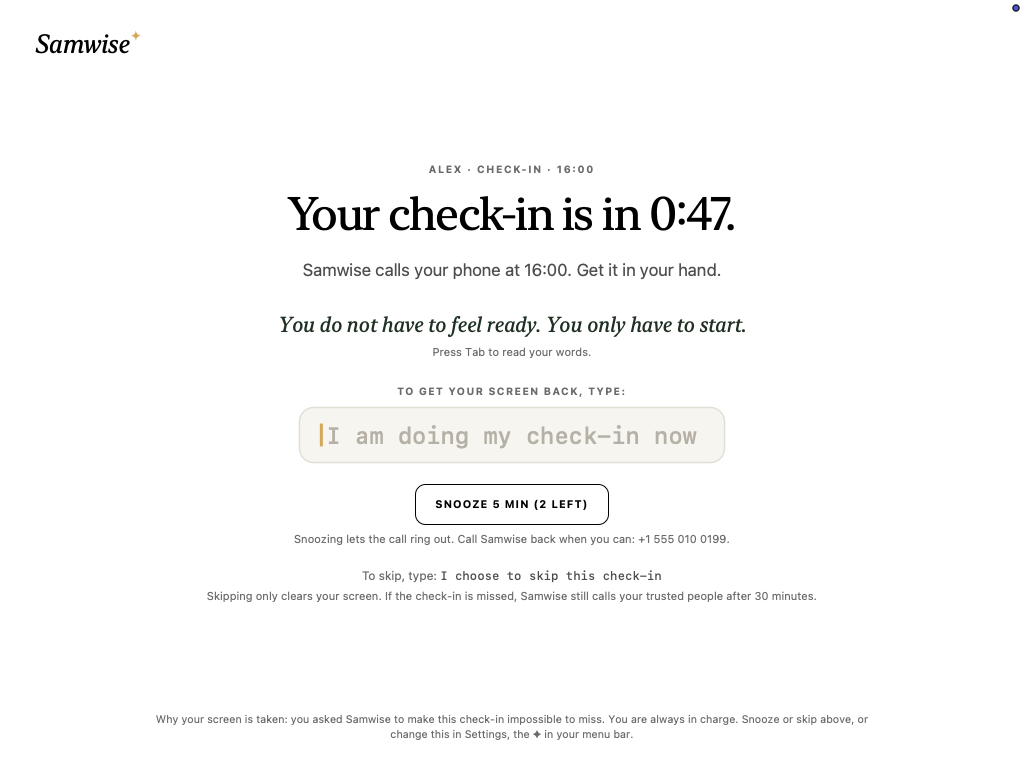 Samwise✦
ALEX · CHECK-IN · 16:00
Your check-in is in 0:47.
Samwise calls your phone at 16:00. Get it in your hand.
You do not have to feel ready. You only have to start.
Press Tab to read your words.
TO GET YOUR SCREEN BACK, TYPE:
I am doing my check-in now
SNOOZE 5 MIN (2 LEFT)
Snoozing lets the call ring out. Call Samwise back when you can: +1 555 010 0199.
To skip, type: I choose to skip this check-in
Skipping only clears your screen. If the check-in is missed, Samwise still calls your trusted people after 30 minutes.
Why your screen is taken: you asked Samwise to make this check-in impossible to miss. You are always in charge. Snooze or skip above, or
change this in Settings, the ✦ in your menu bar.